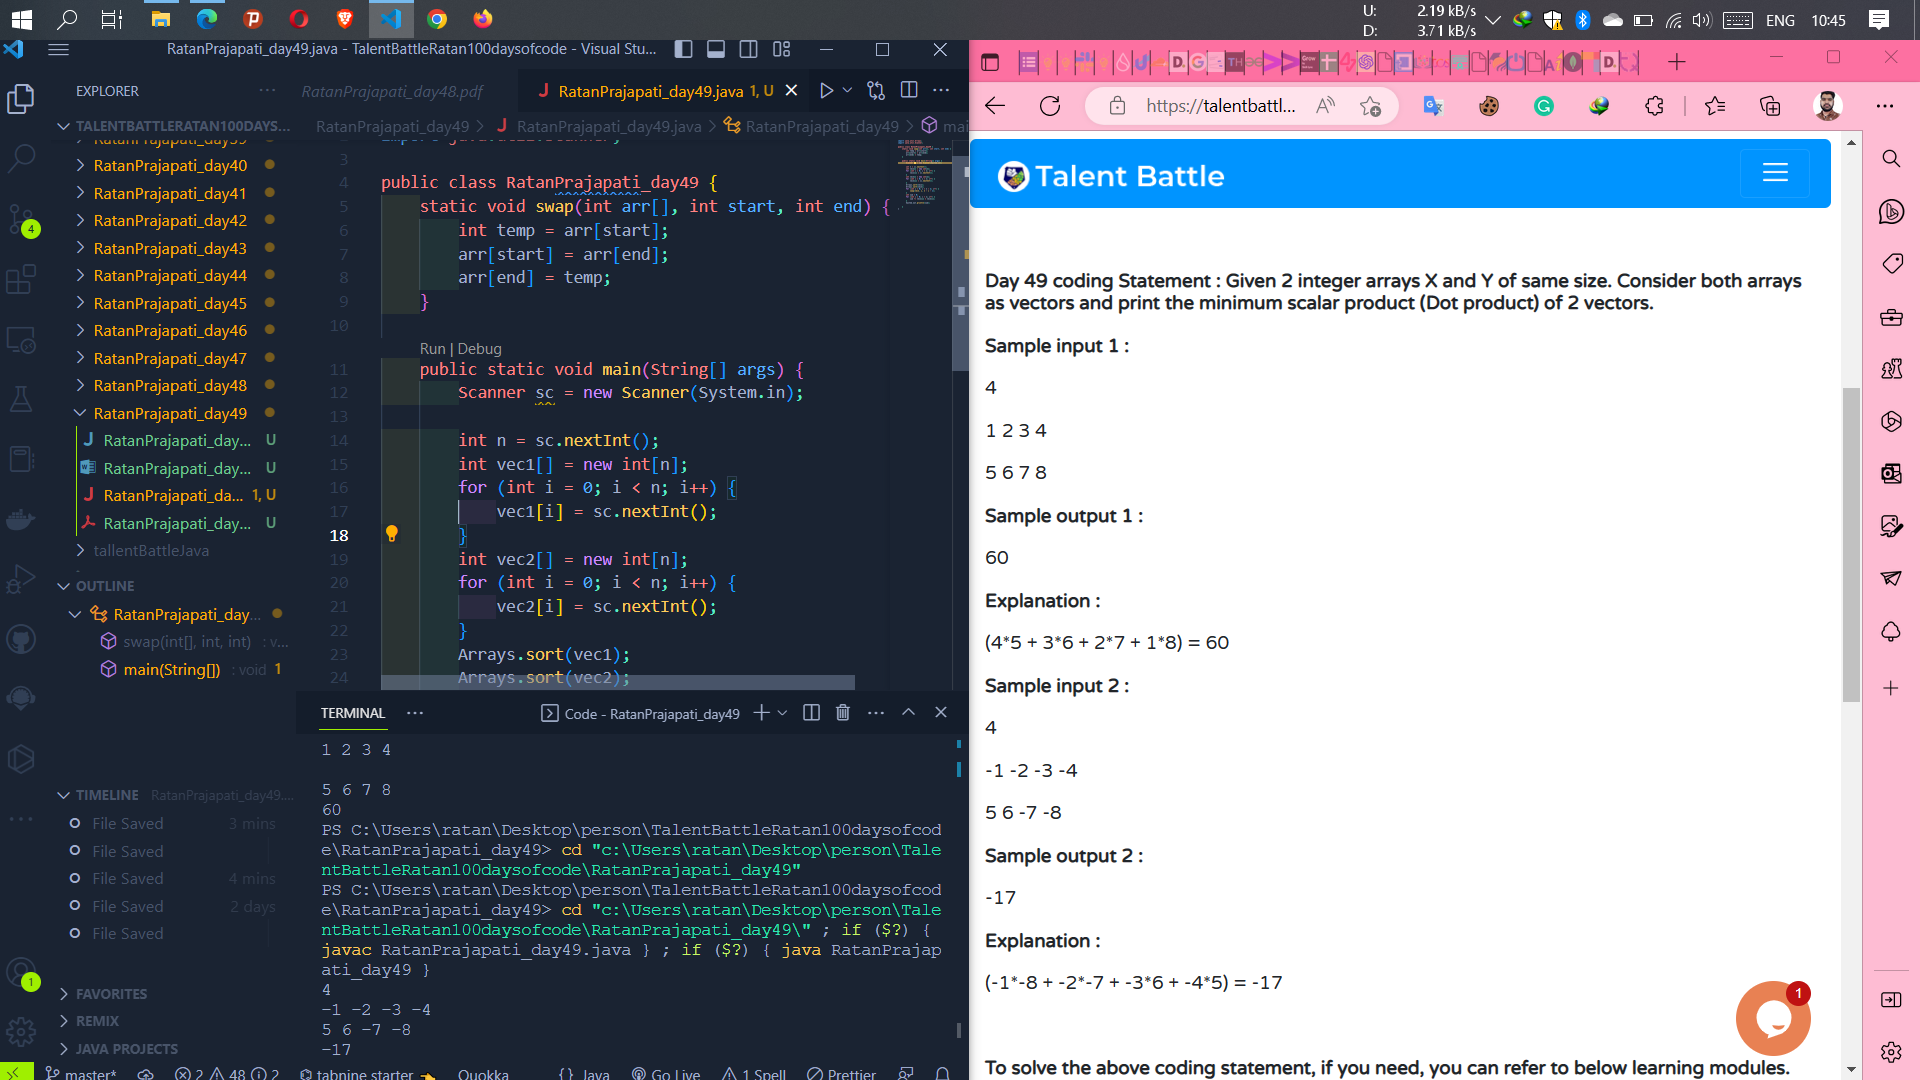 U: 2.19 kB/s
D: 3.71 kB/s
ENG 10:45
RatanPrajapati_day49.java - TalentBattleRatan100daysofcode - Visual Stu...
EXPLORER
RatanPrajapati_day48.pdf
RatanPrajapati_day49.java 1, U
TALENTBATTLERATAN100DAYS...
RatanPrajapati_day49 > RatanPrajapati_day49.java > RatanPrajapati_day49 > mai
RatanPrajapati_day39
RatanPrajapati_day40
RatanPrajapati_day41
RatanPrajapati_day42
RatanPrajapati_day43
RatanPrajapati_day44
RatanPrajapati_day45
RatanPrajapati_day46
RatanPrajapati_day47
RatanPrajapati_day48
RatanPrajapati_day49
RatanPrajapati_day... U
RatanPrajapati_day... U
RatanPrajapati_da... 1, U
RatanPrajapati_day... U
tallentBattleJava
OUTLINE
RatanPrajapati_day...
swap(int[], int, int) : v...
main(String[]) : void 1
TIMELINE RatanPrajapati_day49....
File Saved 3 mins
File Saved
File Saved 4 mins
File Saved 2 days
File Saved
FAVORITES
REMIX
JAVA PROJECTS
4
1
3
4 public class RatanPrajapati_day49 {
5 static void swap(int arr[], int start, int end) {
6 int temp = arr[start];
7 arr[start] = arr[end];
8 arr[end] = temp;
9 }
10
Run | Debug
11 public static void main(String[] args) {
12 Scanner sc = new Scanner(System.in);
13
14 int n = sc.nextInt();
15 int vec1[] = new int[n];
16 for (int i = 0; i < n; i++) {
17 vec1[i] = sc.nextInt();
18 }
19 int vec2[] = new int[n];
20 for (int i = 0; i < n; i++) {
21 vec2[i] = sc.nextInt();
22 }
23 Arrays.sort(vec1);
24 Arrays.sort(vec2);
TERMINAL
Code - RatanPrajapati_day49
1 2 3 4
5 6 7 8
60
PS C:\Users\ratan\Desktop\person\TalentBattleRatan100daysofcod
e\RatanPrajapati_day49> cd "c:\Users\ratan\Desktop\person\Tale
ntBattleRatan100daysofcode\RatanPrajapati_day49"
PS C:\Users\ratan\Desktop\person\TalentBattleRatan100daysofcod
e\RatanPrajapati_day49> cd "c:\Users\ratan\Desktop\person\Tale
ntBattleRatan100daysofcode\RatanPrajapati_day49\" ; if ($?) {
javac RatanPrajapati_day49.java } ; if ($?) { java RatanPrajap
ati_day49 }
4
-1 -2 -3 -4
5 6 -7 -8
-17
master* 2 48 2 tabnine starter Quokka {} Java Go Live 1 Spell Prettier
https://talentbattl...
Talent Battle
Day 49 coding Statement : Given 2 integer arrays X and Y of same size. Consider both arrays
as vectors and print the minimum scalar product (Dot product) of 2 vectors.
Sample input 1 :
4
1 2 3 4
5 6 7 8
Sample output 1 :
60
Explanation :
(4*5 + 3*6 + 2*7 + 1*8) = 60
Sample input 2 :
4
-1 -2 -3 -4
5 6 -7 -8
Sample output 2 :
-17
Explanation :
(-1*-8 + -2*-7 + -3*6 + -4*5) = -17
1
To solve the above coding statement, if you need, you can refer to below learning modules.